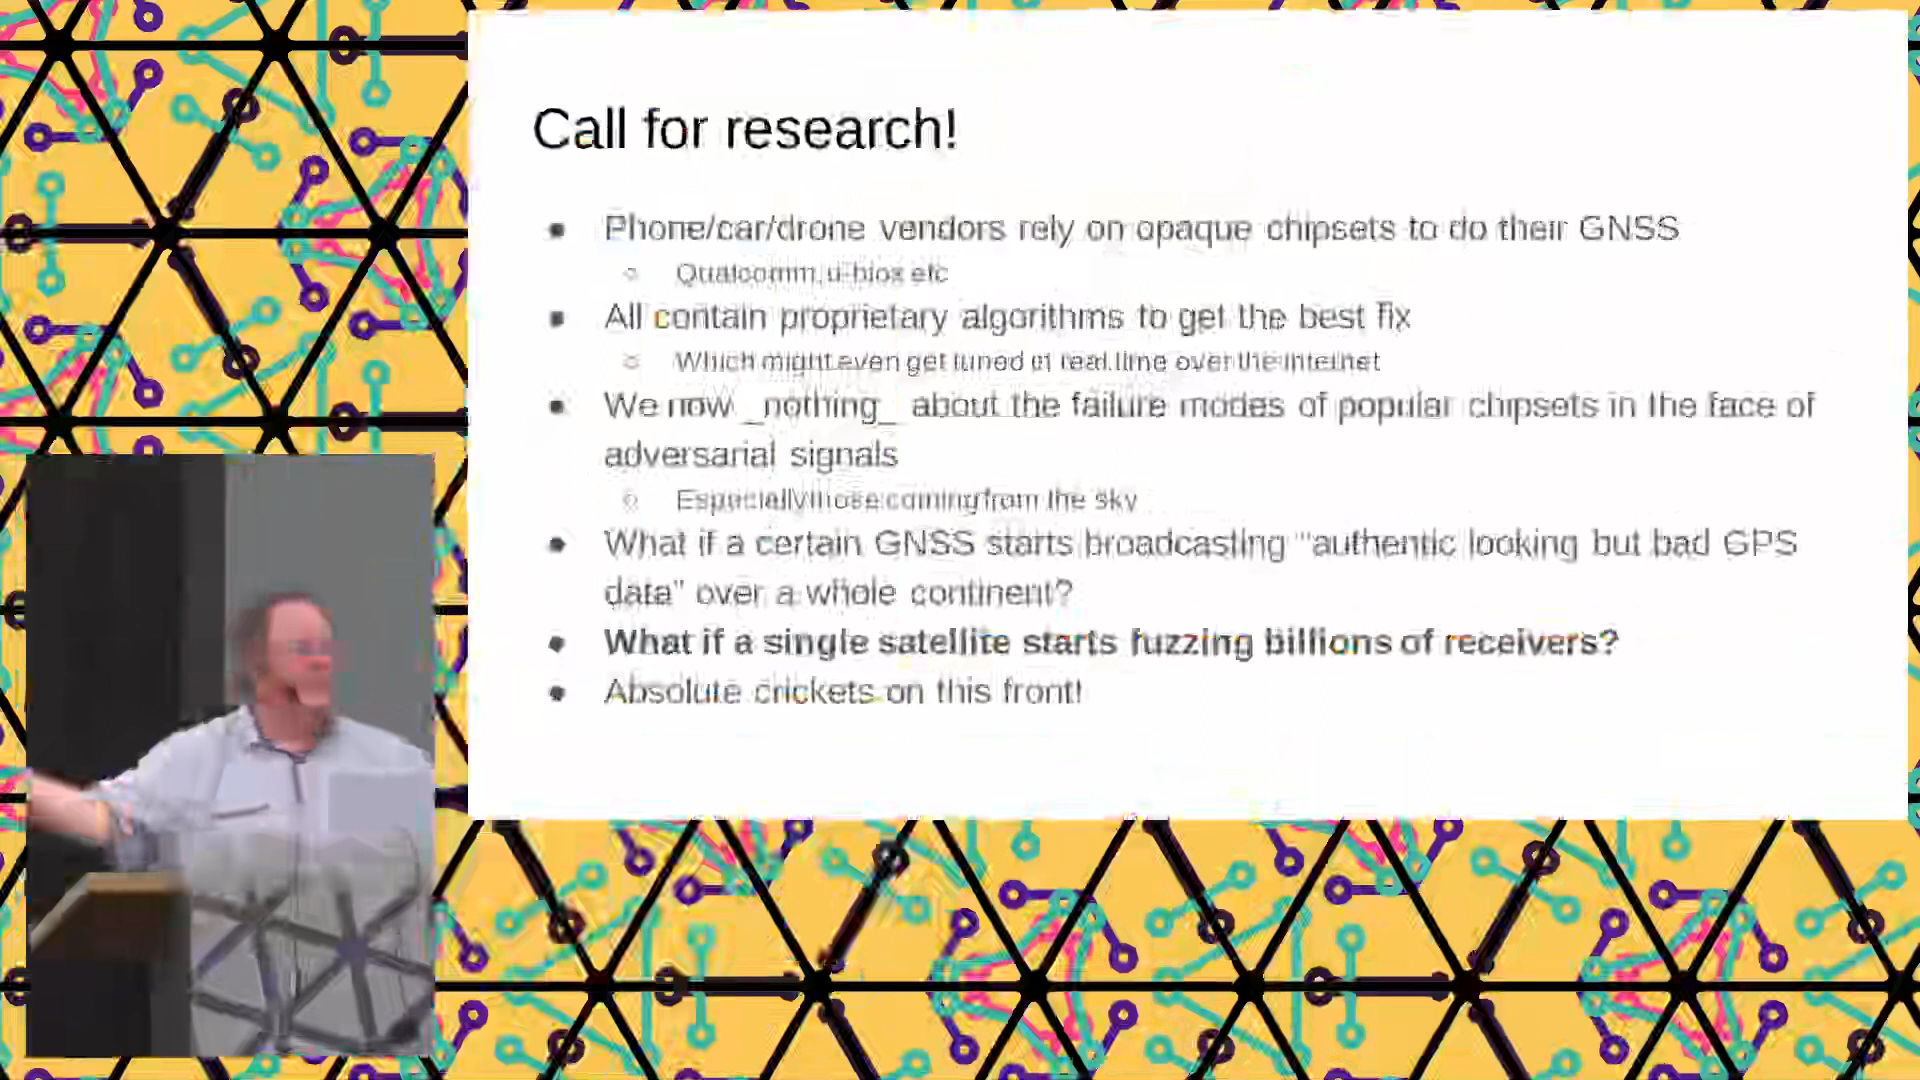 Call for research!
● Phone/car/drone vendors rely on opaque chipsets to do their GNSS
○ Qualcomm, u-blox etc
● All contain proprietary algorithms to get the best fix
○ Which might even get tuned in real time over the internet
● We now _nothing_ about the failure modes of popular chipsets in the face of
adversarial signals
○ Especially those coming from the sky
● What if a certain GNSS starts broadcasting "authentic looking but bad GPS
data" over a whole continent?
● What if a single satellite starts fuzzing billions of receivers?
● Absolute crickets on this front!